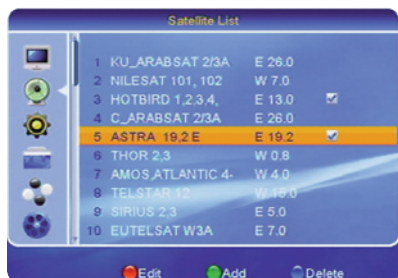 Satellite List
1 KU_ARABSAT 2/3A E 26.0
2 NILESAT 101, 102 W 7.0
3 HOTBIRD 1,2,3,4, E 13.0
4 C_ARABSAT 2/3A E 26.0
5 ASTRA 19,2 E E 19.2
6 THOR 2,3 W 0.8
7 AMOS,ATLANTIC 4- W 4.0
8 TELSTAR 12 W 15.0
9 SIRIUS 2,3 E 5.0
10 EUTELSAT W3A E 7.0
Edit Add Delete